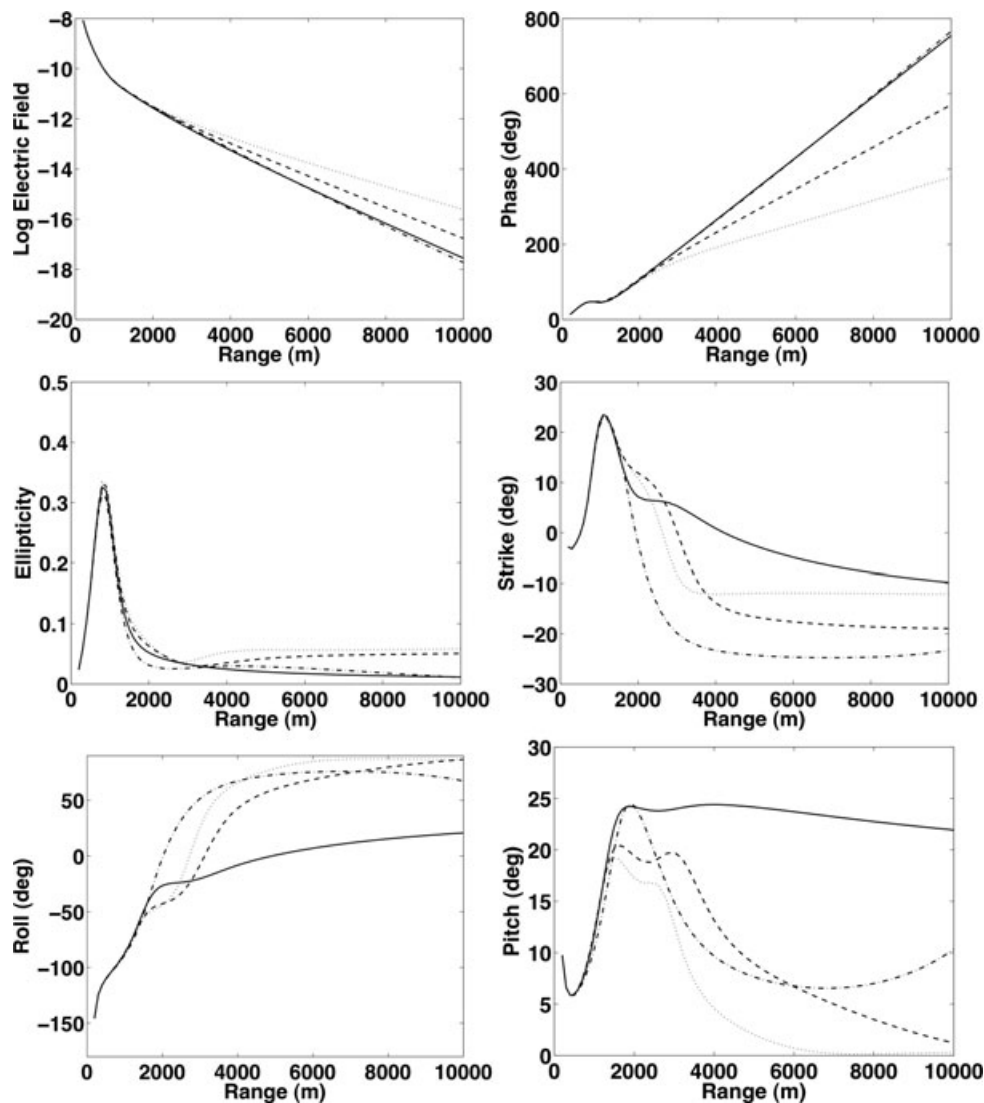 −8
−10
−12
−14
−16
−18
−20
Log Electric Field
0 2000 4000 6000 8000 10000
Range (m)
800
600
400
200
0
Phase (deg)
0 2000 4000 6000 8000 10000
Range (m)
0.5
0.4
0.3
0.2
0.1
0
Ellipticity
0 2000 4000 6000 8000 10000
Range (m)
30
20
10
0
−10
−20
−30
Strike (deg)
0 2000 4000 6000 8000 10000
Range (m)
50
0
−50
−100
−150
Roll (deg)
0 2000 4000 6000 8000 10000
Range (m)
30
25
20
15
10
5
0
Pitch (deg)
0 2000 4000 6000 8000 10000
Range (m)